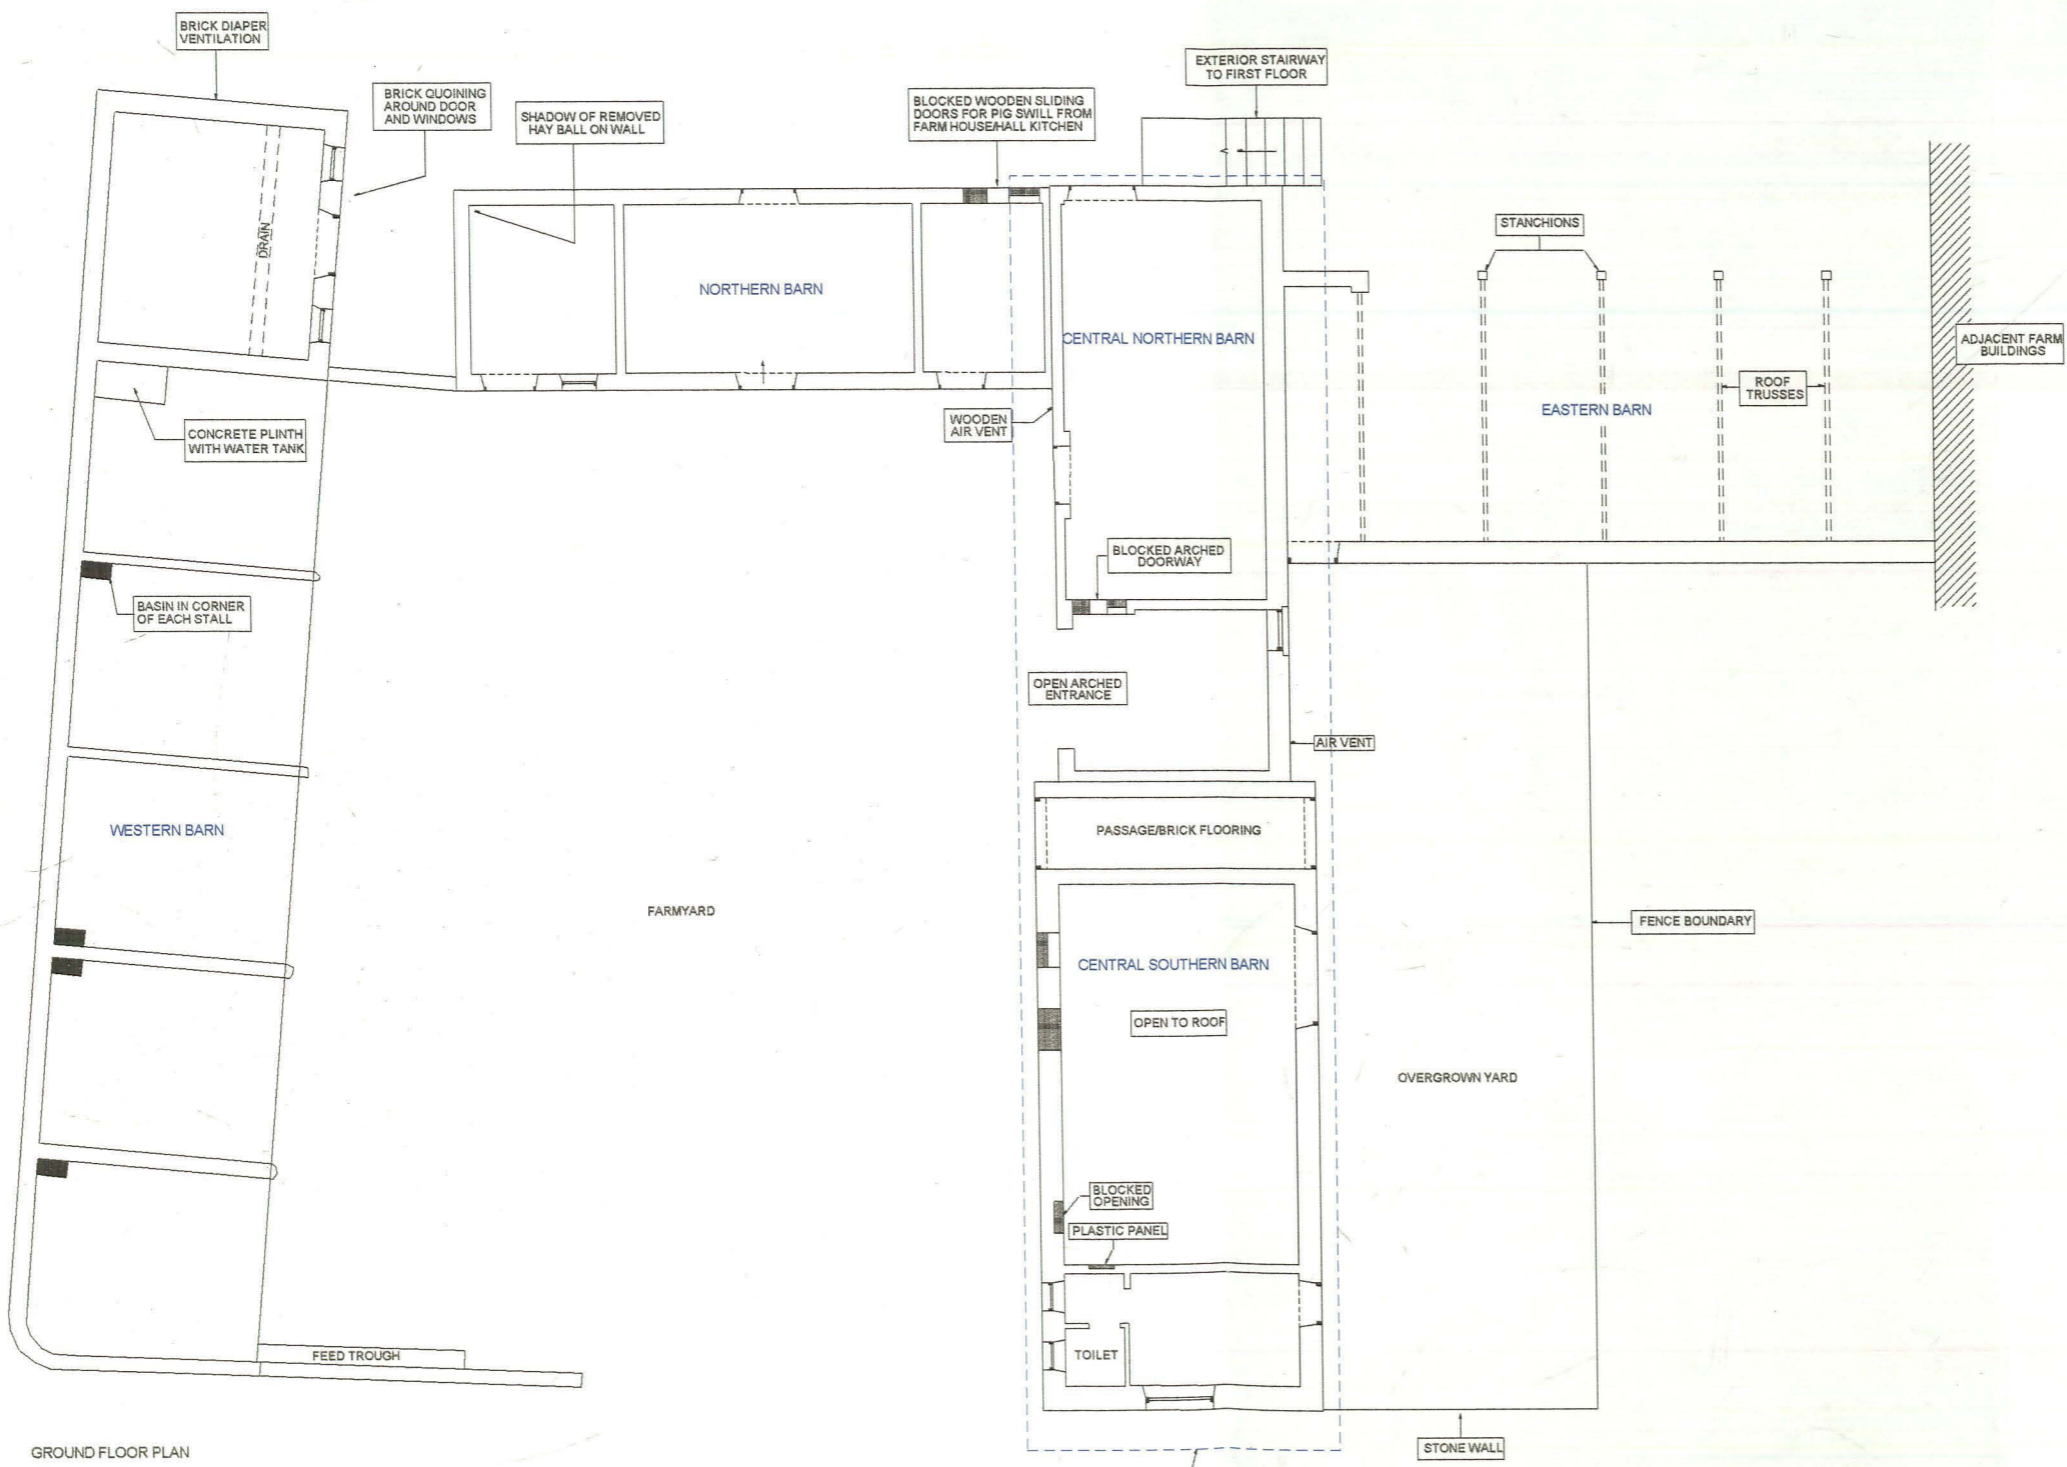 BRICK DIAPER
VENTILATION
EXTERIOR STAIRWAY
TO FIRST FLOOR
BRICK QUOINING
AROUND DOOR
AND WINDOWS
SHADOW OF REMOVED
HAY BALL ON WALL
BLOCKED WOODEN SLIDING
DOORS FOR PIG SWILL FROM
FARM HOUSE/HALL KITCHEN
STANCHIONS
DRAIN
NORTHERN BARN
CENTRAL NORTHERN BARN
ADJACENT FARM
BUILDINGS
ROOF
TRUSSES
EASTERN BARN
WOODEN
AIR VENT
CONCRETE PLINTH
WITH WATER TANK
BLOCKED ARCHED
DOORWAY
BASIN IN CORNER
OF EACH STALL
OPEN ARCHED
ENTRANCE
AIR VENT
WESTERN BARN
PASSAGE/BRICK FLOORING
FARMYARD
FENCE BOUNDARY
CENTRAL SOUTHERN BARN
OPEN TO ROOF
OVERGROWN YARD
BLOCKED
OPENING
PLASTIC PANEL
FEED TROUGH
TOILET
STONE WALL
GROUND FLOOR PLAN